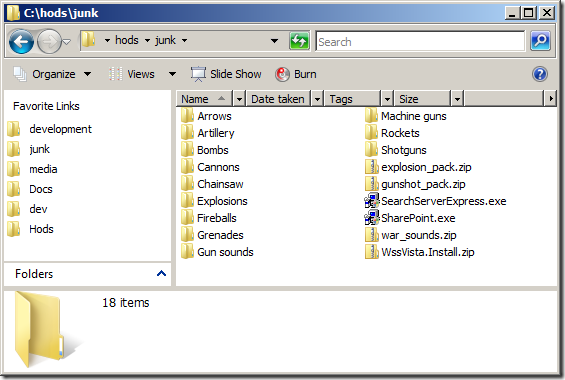 C:\hods\junk
hods junk
Search
Organize Views Slide Show Burn
Favorite Links
development
junk
media
Docs
dev
Hods
Folders
Name Date taken Tags Size
Arrows
Artillery
Bombs
Cannons
Chainsaw
Explosions
Fireballs
Grenades
Gun sounds
Machine guns
Rockets
Shotguns
explosion_pack.zip
gunshot_pack.zip
SearchServerExpress.exe
SharePoint.exe
war_sounds.zip
WssVista.Install.zip
18 items